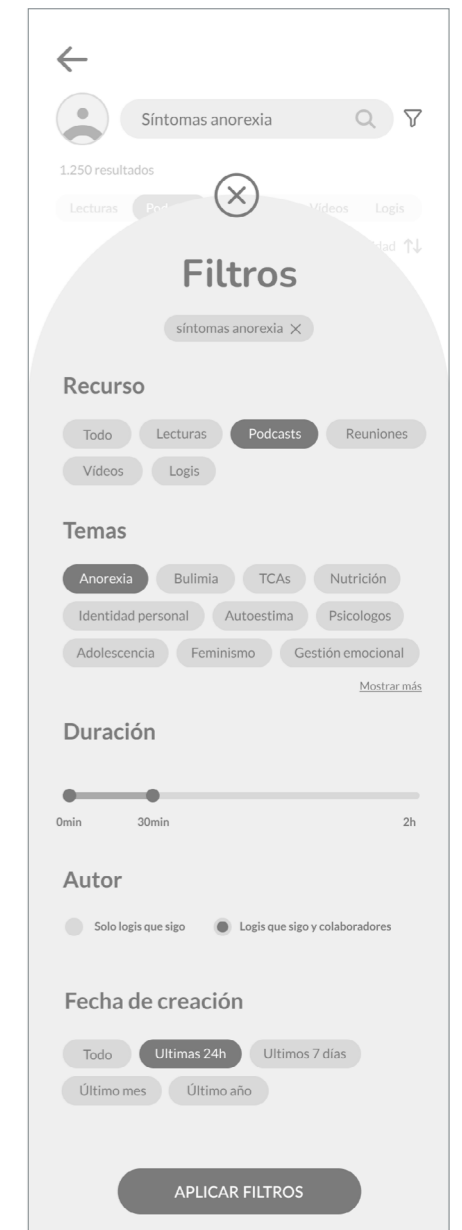 Síntomas anorexia
1.250 resultados
Lecturas Vídeos Logis
Filtros
síntomas anorexia
Recurso
Todo Lecturas Podcasts Reuniones
Vídeos Logis
Temas
Anorexia Bulimia TCAs Nutrición
Identidad personal Autoestima Psicologos
Adolescencia Feminismo Gestión emocional
Mostrar más
Duración
0min 30min 2h
Autor
Solo logis que sigo Logis que sigo y colaboradores
Fecha de creación
Todo Ultimas 24h Ultimos 7 días
Último mes Último año
APLICAR FILTROS